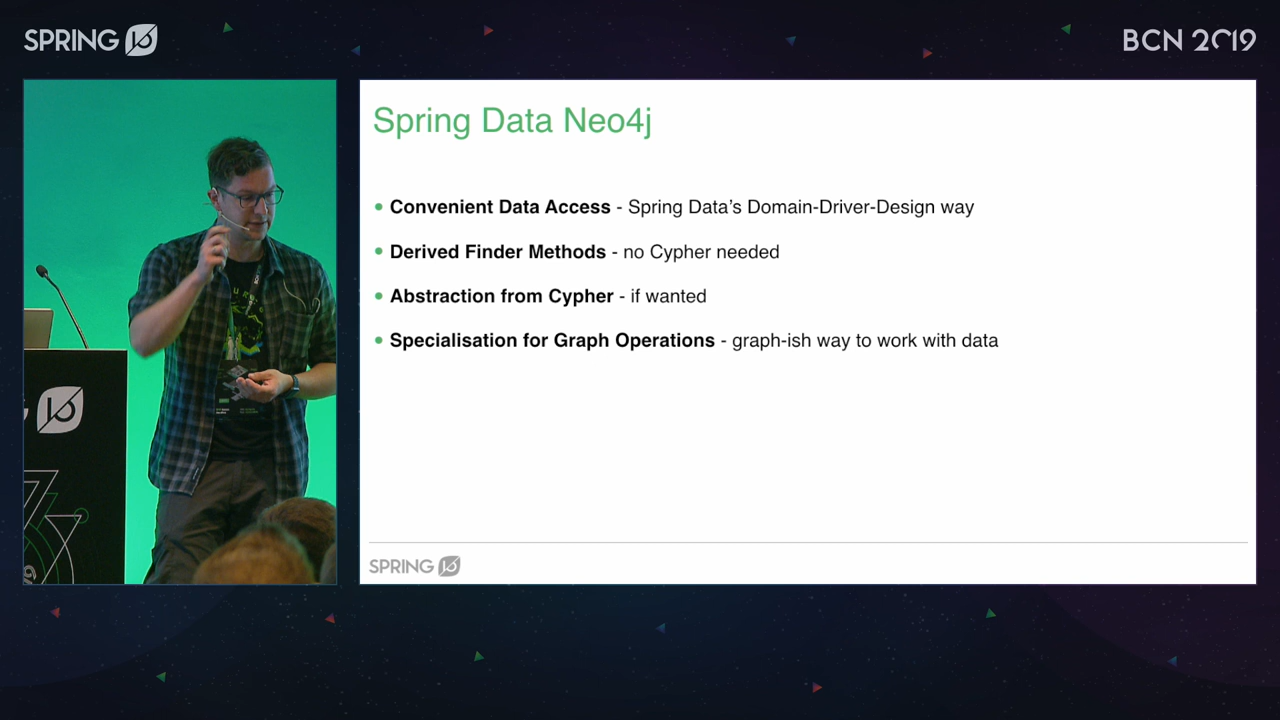 SPRING
BCN 2019
Spring Data Neo4j
Convenient Data Access - Spring Data’s Domain-Driver-Design way
Derived Finder Methods - no Cypher needed
Abstraction from Cypher - if wanted
Specialisation for Graph Operations - graph-ish way to work with data
SPRING